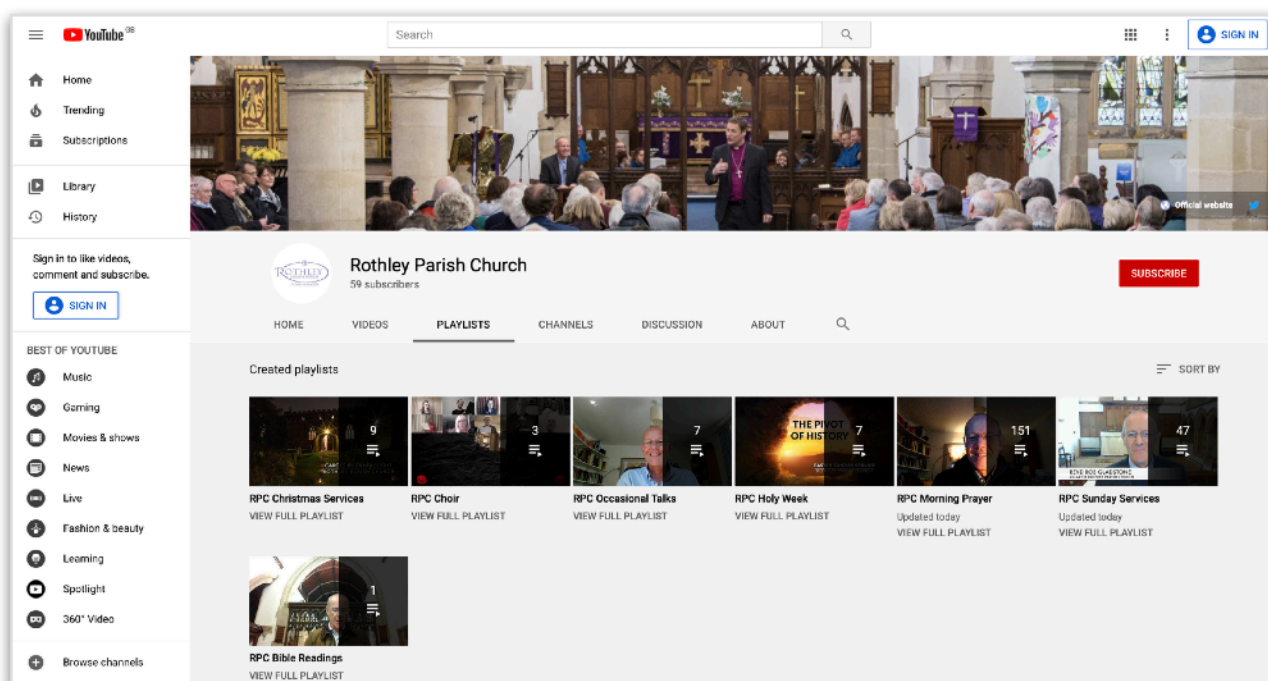 YouTube GB
Search
SIGN IN
Home
Trending
Subscriptions
Library
History
Sign in to like videos,
comment and subscribe.
SIGN IN
BEST OF YOUTUBE
Music
Gaming
Movies & shows
News
Live
Fashion & beauty
Learning
Spotlight
360° Video
Browse channels
Official website
ROTHLEY
Rothley Parish Church
59 subscribers
SUBSCRIBE
HOME VIDEOS PLAYLISTS CHANNELS DISCUSSION ABOUT
Created playlists
SORT BY
9
RPC Christmas Services
VIEW FULL PLAYLIST
3
RPC Choir
VIEW FULL PLAYLIST
7
RPC Occasional Talks
VIEW FULL PLAYLIST
THE PIVOT
OF HISTORY
7
RPC Holy Week
VIEW FULL PLAYLIST
151
RPC Morning Prayer
Updated today
VIEW FULL PLAYLIST
REVD ROB GLADSTONE
47
RPC Sunday Services
Updated today
VIEW FULL PLAYLIST
1
RPC Bible Readings
VIEW FULL PLAYLIST